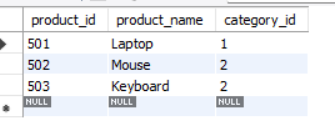 product_id product_name category_id
501 Laptop 1
502 Mouse 2
503 Keyboard 2
NULL NULL NULL